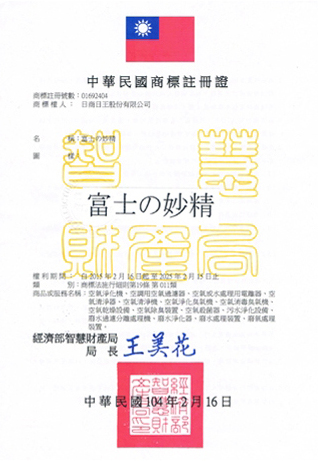 中華民國商標註冊證
商標註冊號數：01692404
商標權人：日商日王股份有限公司
名　　稱：富士の妙精
圖　　樣：
智慧
財產局
富士の妙精
權利期間：自2015年2月16日起至2025年2月15日止
類　　別：商標法施行細則第19條 第011類
商品或服務名稱：空氣淨化機、空調用空氣過濾器、空氣或水處理用電離器、空
氣清淨器、空氣清淨機、空氣淨化臭氧機、空氣消毒臭氧機、
空氣乾燥設備、空氣除臭裝置、空氣殺菌器、污水淨化設備、
廢水過濾分離處理機、廢水淨化器、廢水處理裝置、廢氣處理
裝置。
經濟部智慧財產局
局長 王美花
中華民國104年2月16日